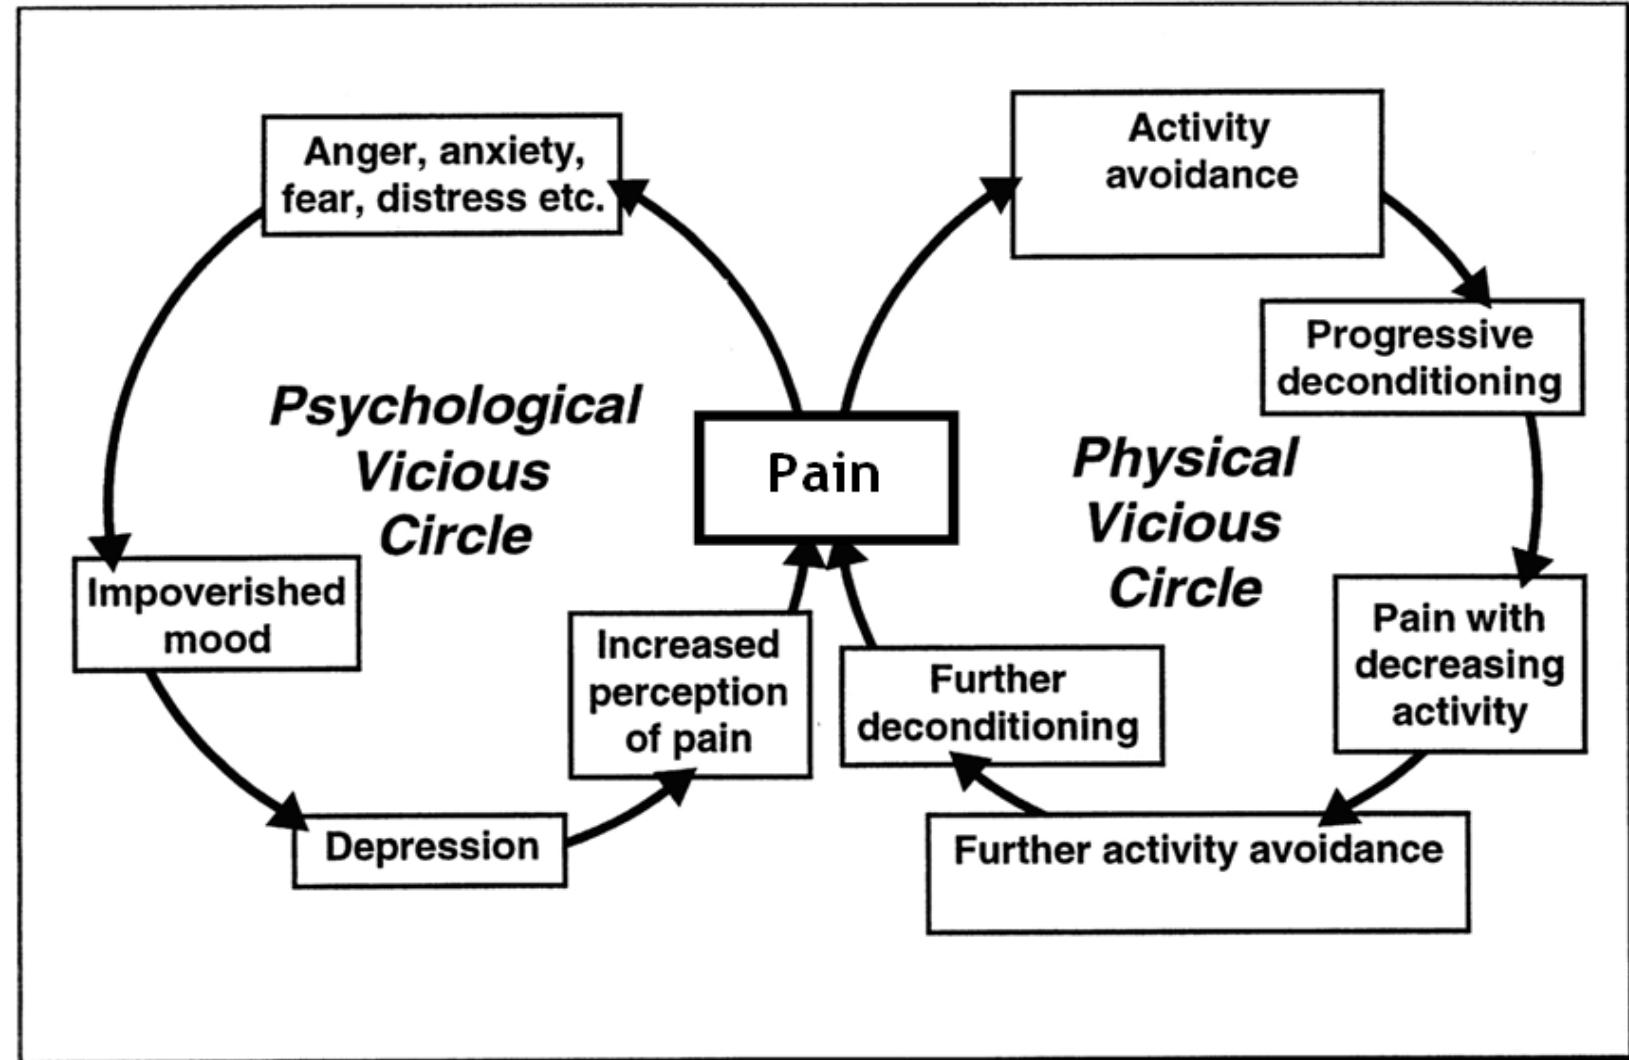 Anger, anxiety,
fear, distress etc.
Activity
avoidance
Progressive
deconditioning
Psychological
Vicious
Circle
Pain
Physical
Vicious
Circle
Impoverished
mood
Increased
perception
of pain
Further
deconditioning
Pain with
decreasing
activity
Depression
Further activity avoidance